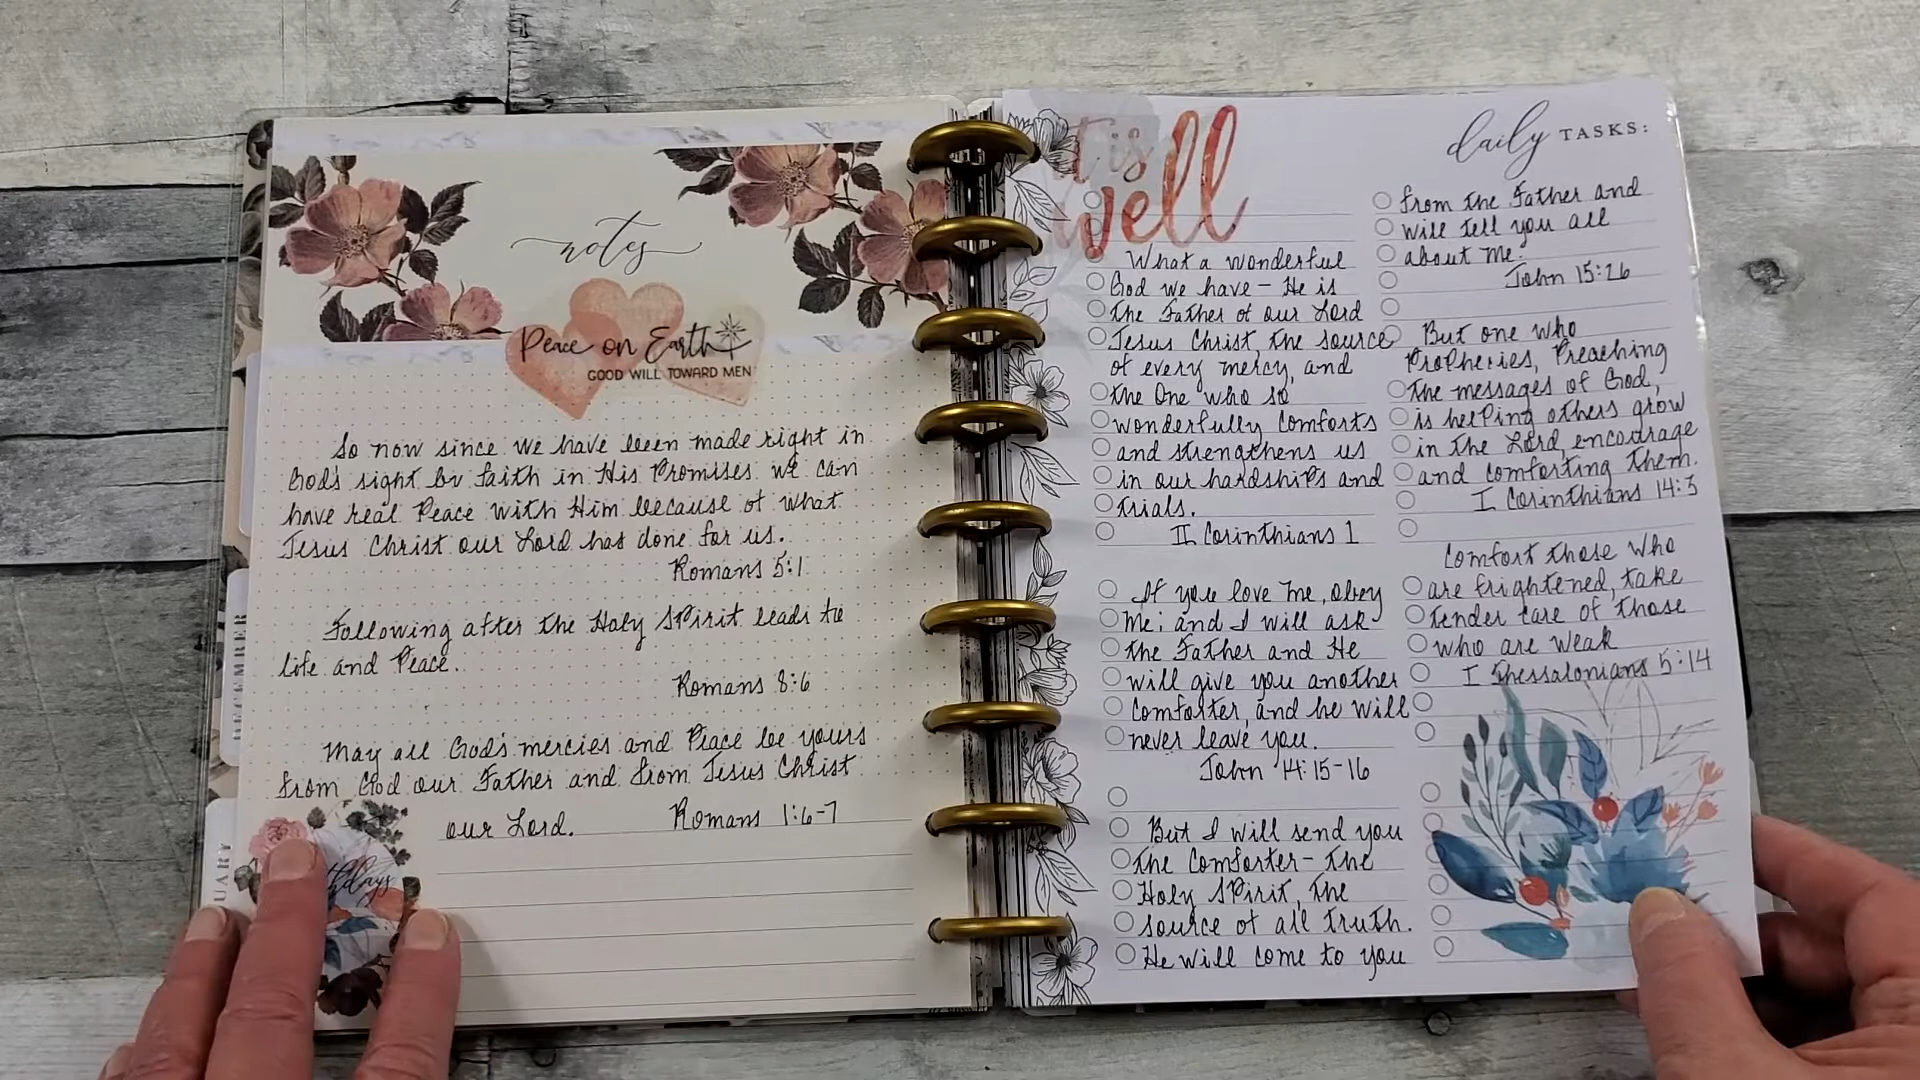 notes
Peace on Earth
GOOD WILL TOWARD MEN
So now since we have been made right in
God's sight by faith in His Promises we can
have real Peace with Him because of what
Jesus Christ our Lord has done for us.
Romans 5:1
Following after the Holy Spirit leads to
life and Peace.
Romans 8:6
May all God's mercies and Peace be yours
from God our Father and from Jesus Christ
our Lord. Romans 1:6-7
DECEMBER
UARY
hdays
it is
well
What a wonderful
God we have - He is
the Father of our Lord
Jesus Christ, the source
of every mercy, and
the One who so
wonderfully comforts
and strengthens us
in our hardships and
trials.
II Corinthians 1
If you love me, obey
Me; and I will ask
the Father and He
will give you another
Comforter, and he will
never leave you.
John 14:15-16
But I will send you
the Comforter - the
Holy Spirit, the
source of all truth.
He will come to you
daily TASKS:
from the Father and
will tell you all
about Me.
John 15:26
But one who
Prophecies, Preaching
the messages of God,
is helping others grow
in the Lord, encourage
and comforting them.
I Corinthians 14:3
Comfort those who
are frightened, take
tender care of those
who are weak
I Thessalonians 5:14